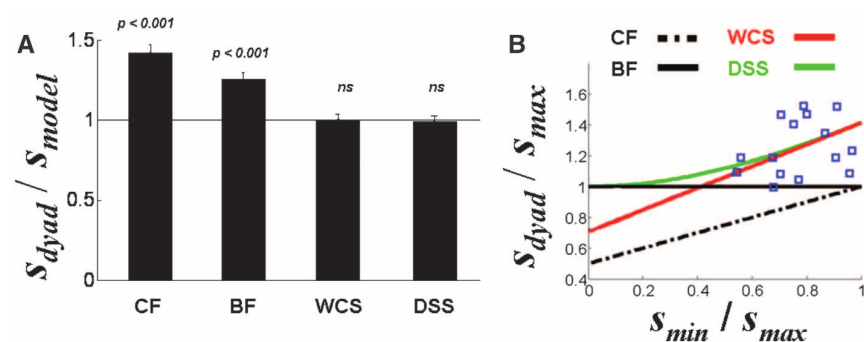 A
p < 0.001
p < 0.001
ns
ns
1.5
1
0.5
0
s_dyad / s_model
CF
BF
WCS
DSS
B
CF
WCS
BF
DSS
1.6
1.4
1.2
1
0.8
0.6
0.4
s_dyad / s_max
0
0.2
0.4
0.6
0.8
1
s_min / s_max